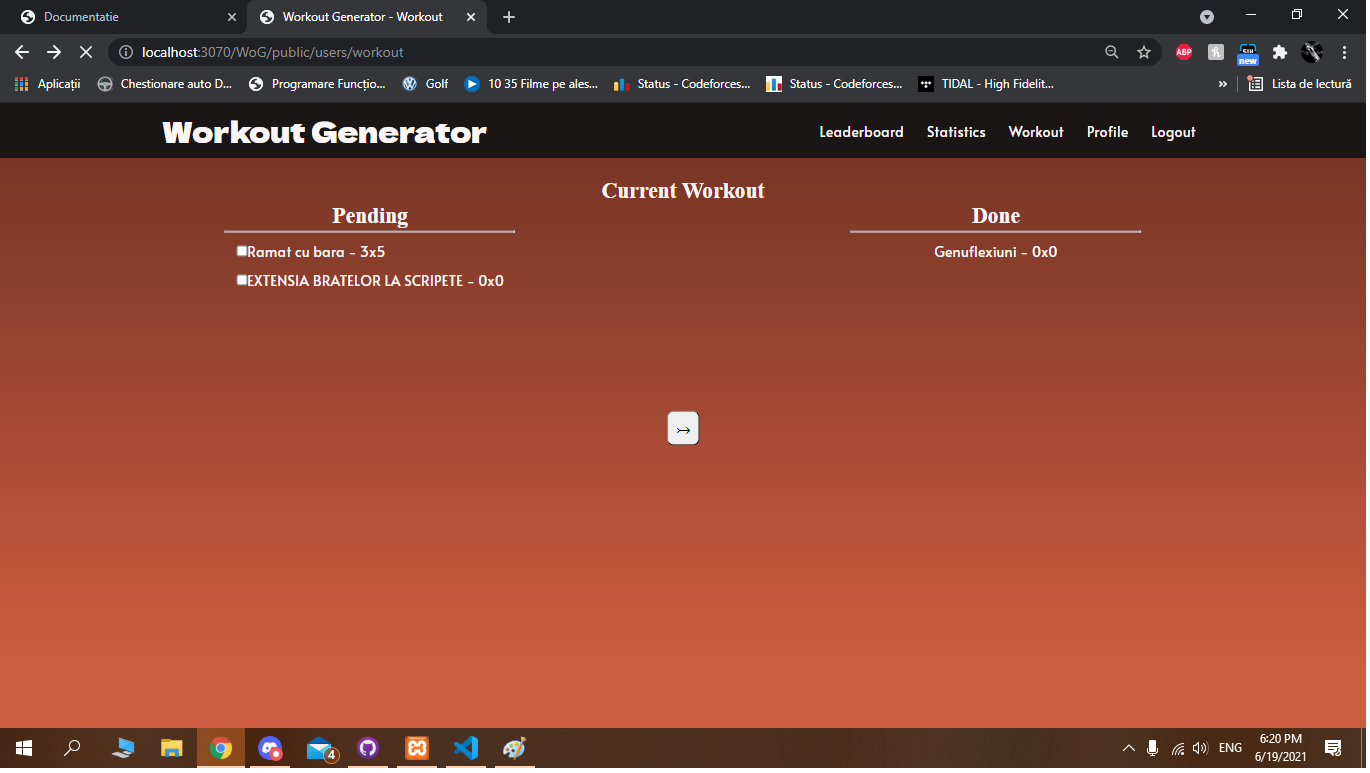 Documentatie
Workout Generator - Workout
localhost:3070/WoG/public/users/workout
ABP
new
Aplicații
Chestionare auto D...
Programare Funcțio...
Golf
10 35 Filme pe ales...
Status - Codeforces...
Status - Codeforces...
TIDAL - High Fidelit...
»
Lista de lectură
Workout Generator
Leaderboard Statistics Workout Profile Logout
Current Workout
Pending
Ramat cu bara - 3x5
EXTENSIA BRATELOR LA SCRIPETE - 0x0
Done
Genuflexiuni - 0x0
4
ENG
6:20 PM
6/19/2021